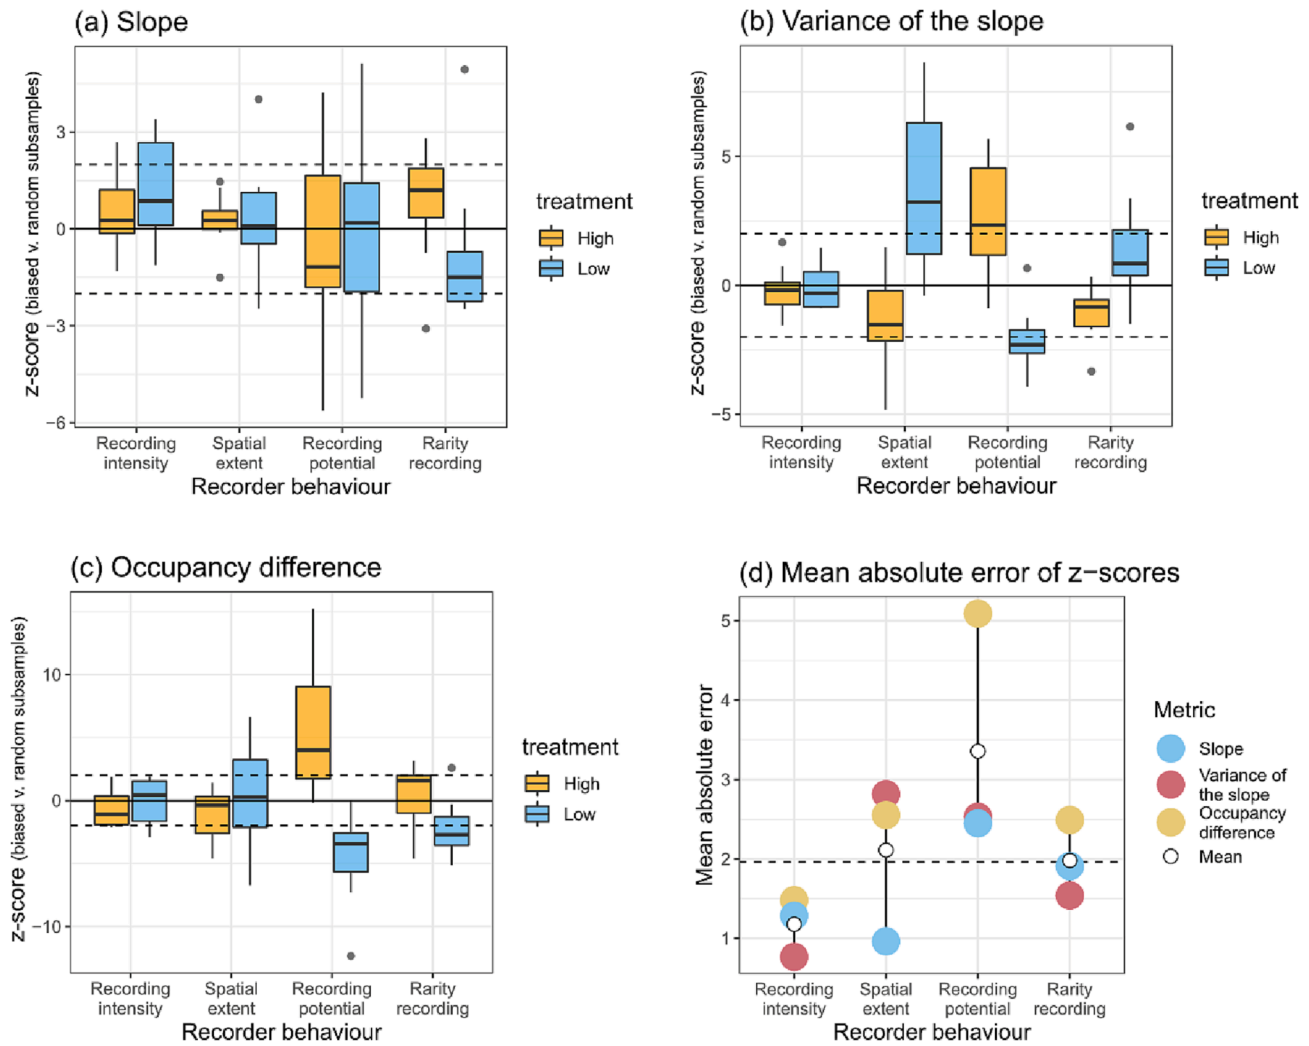 (a) Slope
z-score (biased v. random subsamples)
3
0
−3
−6
Recording
intensity
Spatial
extent
Recording
potential
Rarity
recording
Recorder behaviour
treatment
High
Low
(b) Variance of the slope
z-score (biased v. random subsamples)
5
0
−5
Recording
intensity
Spatial
extent
Recording
potential
Rarity
recording
Recorder behaviour
treatment
High
Low
(c) Occupancy difference
z-score (biased v. random subsamples)
10
0
−10
Recording
intensity
Spatial
extent
Recording
potential
Rarity
recording
Recorder behaviour
treatment
High
Low
(d) Mean absolute error of z−scores
Mean absolute error
5
4
3
2
1
Recording
intensity
Spatial
extent
Recording
potential
Rarity
recording
Recorder behaviour
Metric
Slope
Variance of
the slope
Occupancy
difference
Mean